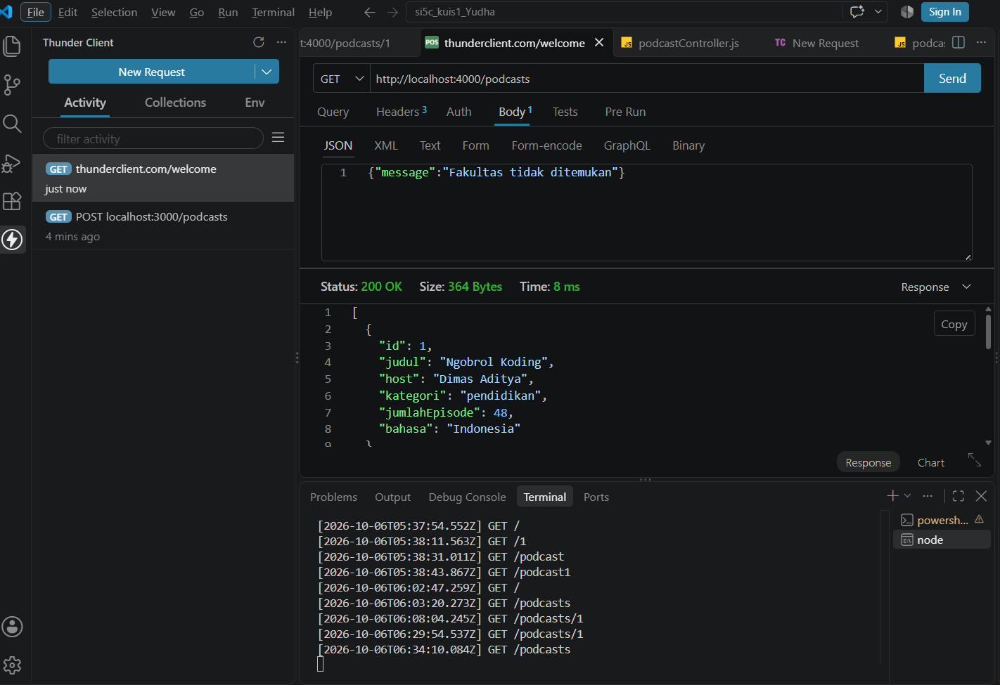 File Edit Selection View Go Run Terminal Help si5c_kuis1_Yudha Sign In
Thunder Client
New Request
Activity Collections Env
filter activity
GET thunderclient.com/welcome
just now
GET POST localhost:3000/podcasts
4 mins ago
t:4000/podcasts/1 POS thunderclient.com/welcome JS podcastController.js TC New Request JS podca
GET http://localhost:4000/podcasts Send
Query Headers 3 Auth Body 1 Tests Pre Run
JSON XML Text Form Form-encode GraphQL Binary
1 {"message":"Fakultas tidak ditemukan"}
Status: 200 OK Size: 364 Bytes Time: 8 ms Response
Copy
1 [
2 {
3 "id": 1,
4 "judul": "Ngobrol Koding",
5 "host": "Dimas Aditya",
6 "kategori": "pendidikan",
7 "jumlahEpisode": 48,
8 "bahasa": "Indonesia"
9 }
Response Chart
Problems Output Debug Console Terminal Ports
[2026-10-06T05:37:54.552Z] GET /
[2026-10-06T05:38:11.563Z] GET /1
[2026-10-06T05:38:31.011Z] GET /podcast
[2026-10-06T05:38:43.867Z] GET /podcast1
[2026-10-06T06:02:47.259Z] GET /
[2026-10-06T06:03:20.273Z] GET /podcasts
[2026-10-06T06:08:04.245Z] GET /podcasts/1
[2026-10-06T06:29:54.537Z] GET /podcasts/1
[2026-10-06T06:34:10.084Z] GET /podcasts
powersh...
node